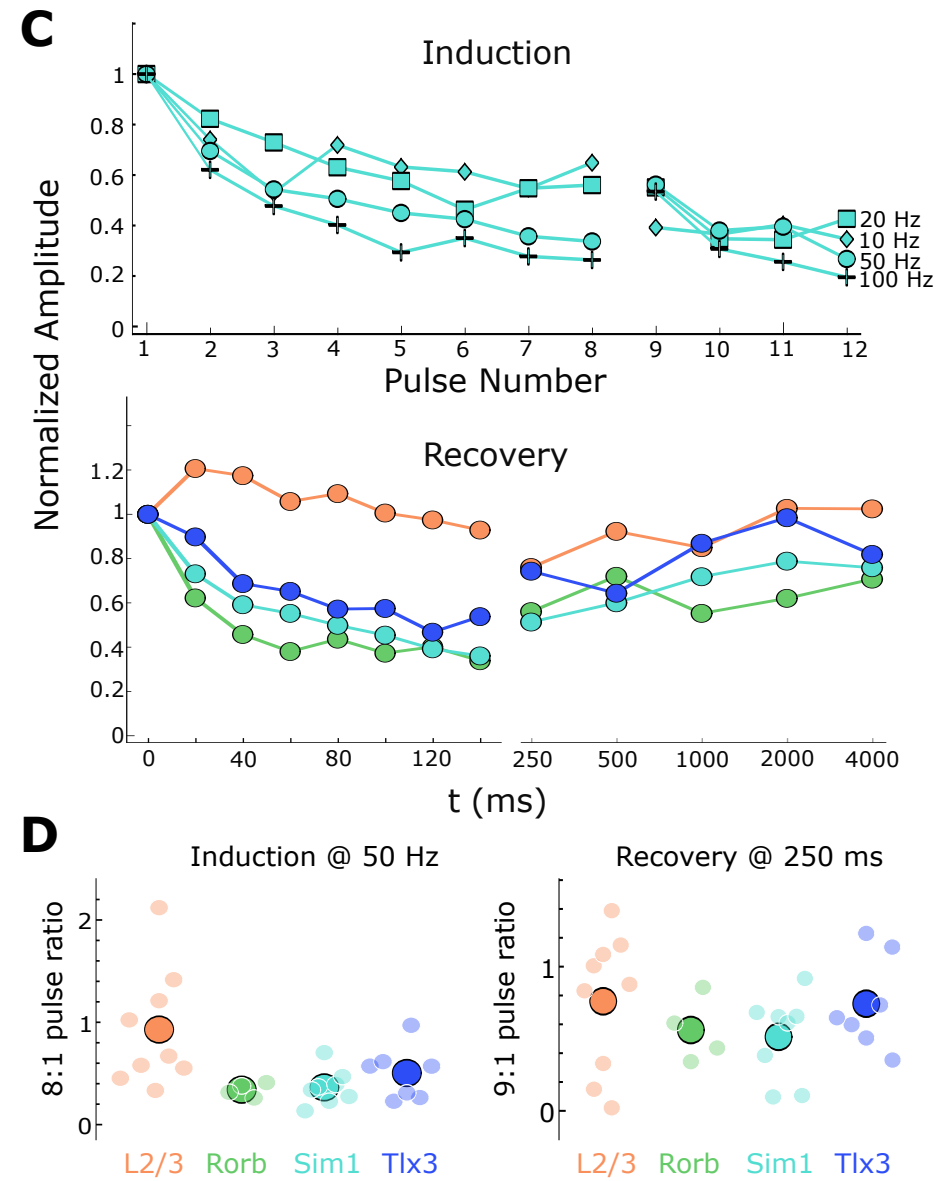 C
Induction
Normalized Amplitude
1
0.8
0.6
0.4
0.2
0
20 Hz
10 Hz
50 Hz
100 Hz
1 2 3 4 5 6 7 8 9 10 11 12
Pulse Number
Recovery
1.2
1
0.8
0.6
0.4
0.2
0
0 40 80 120 250 500 1000 2000 4000
t (ms)
D
Induction @ 50 Hz
8:1 pulse ratio
2
1
0
L2/3 Rorb Sim1 Tlx3
Recovery @ 250 ms
9:1 pulse ratio
1
0
L2/3 Rorb Sim1 Tlx3